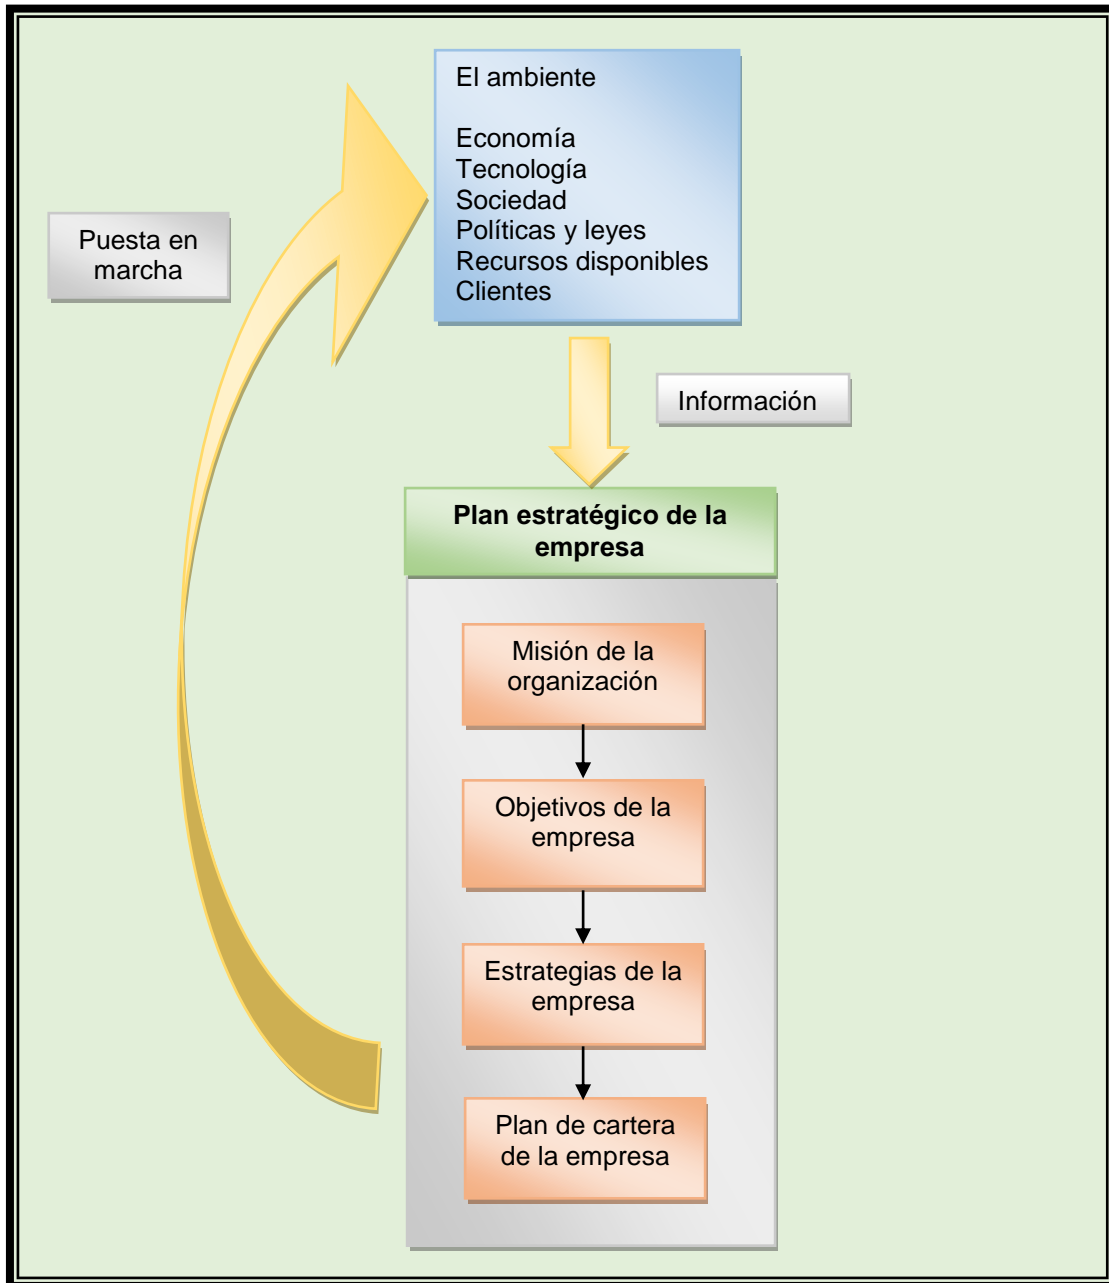 El ambiente
Economía
Tecnología
Sociedad
Políticas y leyes
Recursos disponibles
Clientes
Puesta en
marcha
Información
Plan estratégico de la
empresa
Misión de la
organización
Objetivos de la
empresa
Estrategias de la
empresa
Plan de cartera
de la empresa